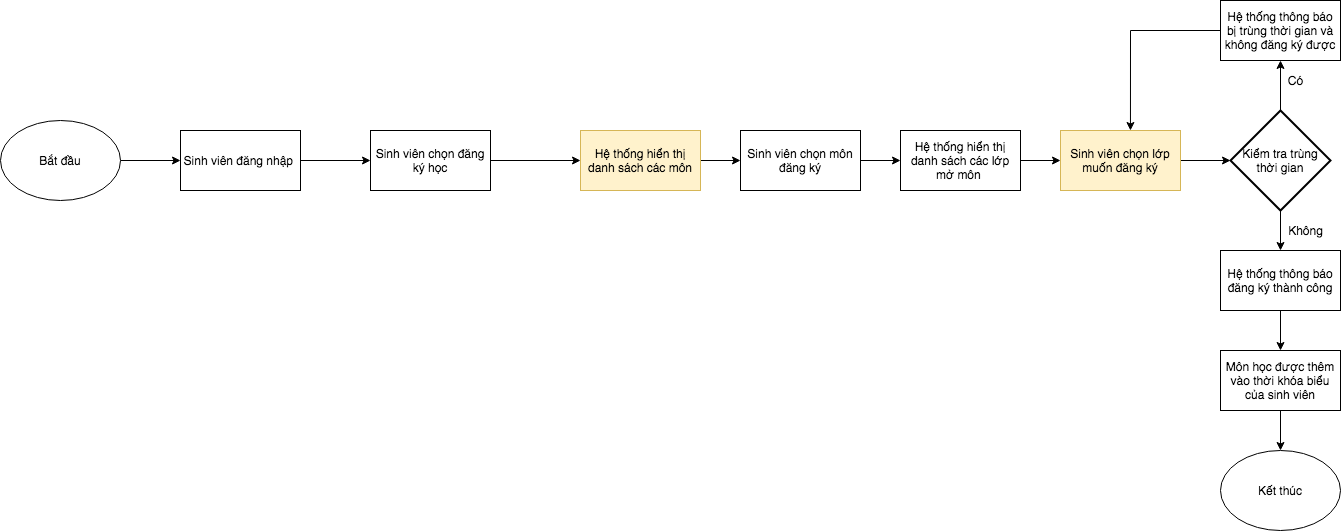 Bắt đầu
Sinh viên đăng nhập
Sinh viên chọn đăng
ký học
Hệ thống hiển thị
danh sách các môn
Sinh viên chọn môn
đăng ký
Hệ thống hiển thị
danh sách các lớp
mở môn
Sinh viên chọn lớp
muốn đăng ký
Kiểm tra trùng
thời gian
Có
Hệ thống thông báo
bị trùng thời gian và
không đăng ký được
Không
Hệ thống thông báo
đăng ký thành công
Môn học được thêm
vào thời khóa biểu
của sinh viên
Kết thúc